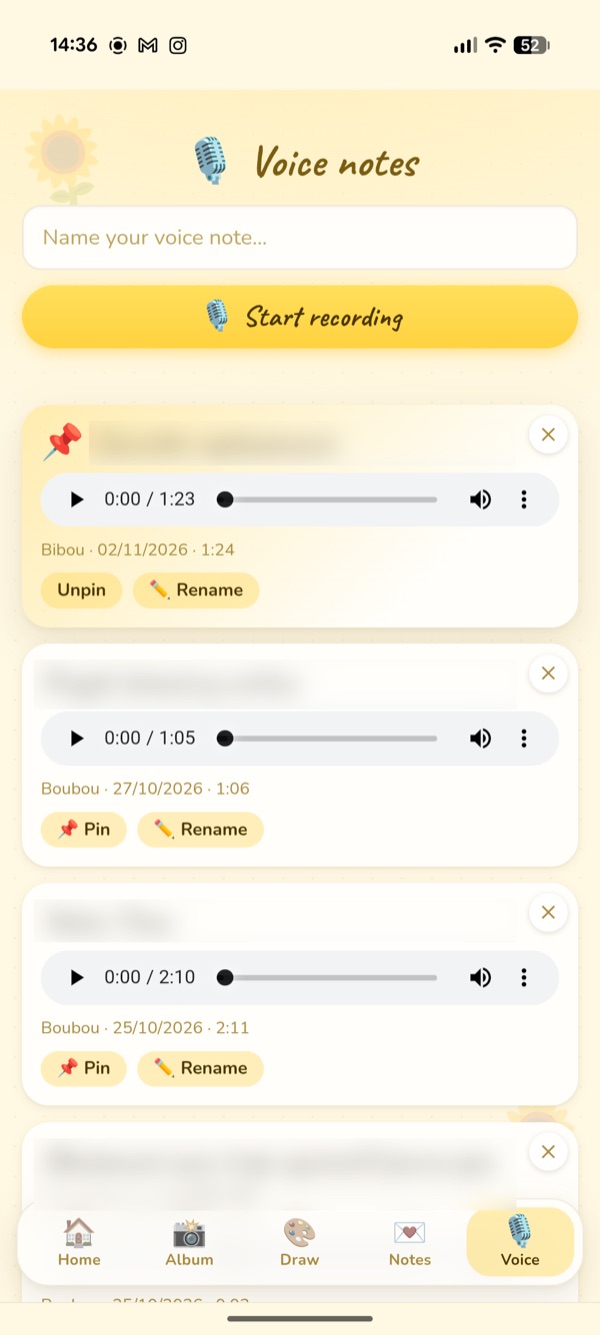 14:36
52
Voice notes
Name your voice note...
Start recording
0:00 / 1:23
Bibou · 02/11/2026 · 1:24
Unpin
Rename
0:00 / 1:05
Boubou · 27/10/2026 · 1:06
Pin
Rename
0:00 / 2:10
Boubou · 25/10/2026 · 2:11
Pin
Rename
Home
Album
Draw
Notes
Voice